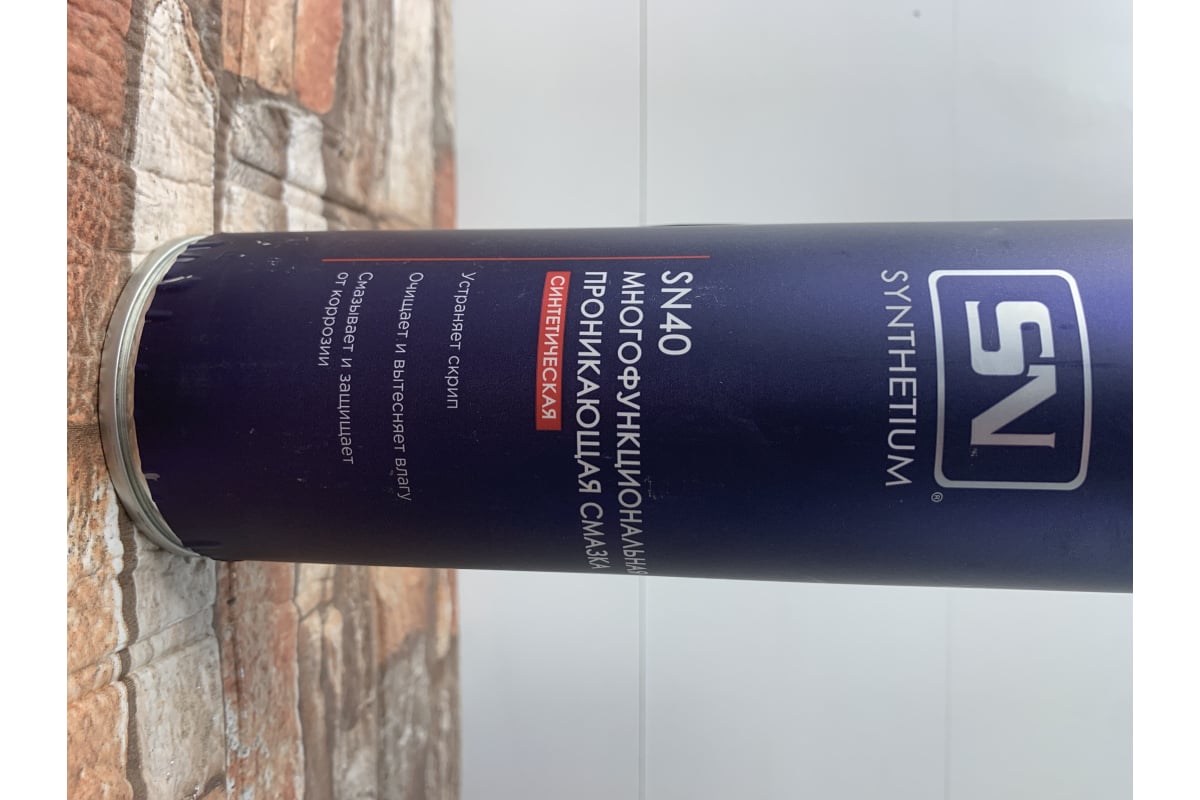 SN
SYNTHETIUM®
SN40
МНОГОФУНКЦИОНАЛЬНАЯ
ПРОНИКАЮЩАЯ СМАЗКА
СИНТЕТИЧЕСКАЯ
Устраняет скрип
Очищает и вытесняет влагу
Смазывает и защищает
от коррозии